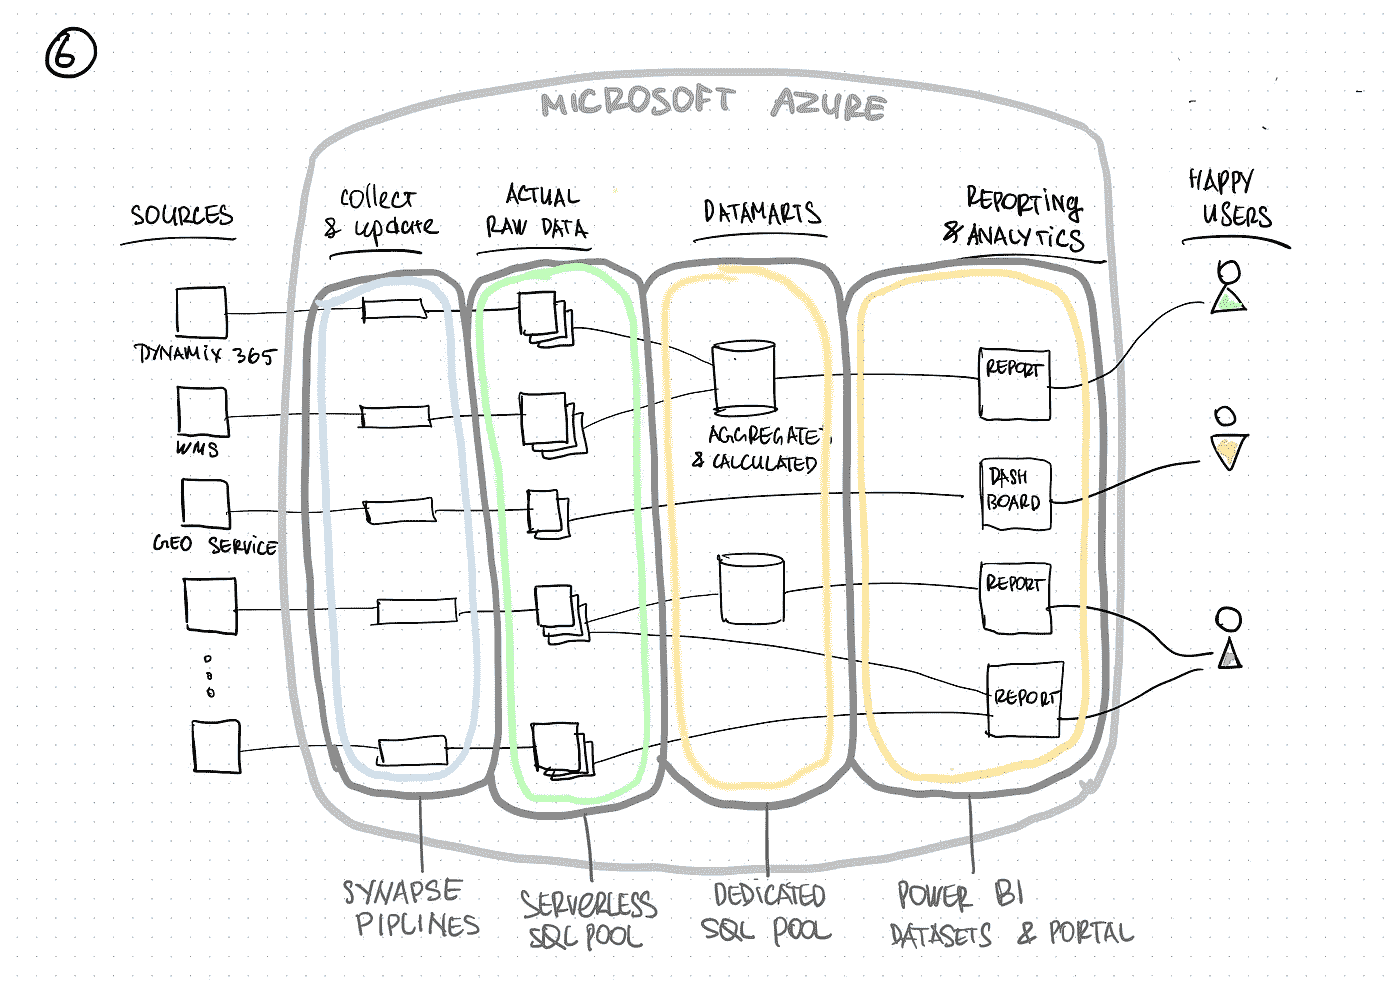 6
MICROSOFT AZURE
SOURCES
COLLECT
& UPDATE
ACTUAL
RAW DATA
DATAMARTS
REPORTING
& ANALYTICS
HAPPY
USERS
DYNAMIX 365
WMS
GEO SERVICE
AGGREGATE,
& CALCULATED
REPORT
DASH
BOARD
REPORT
REPORT
SYNAPSE
PIPLINES
SERVERLESS
SQL POOL
DEDICATED
SQL POOL
POWER BI
DATASETS & PORTAL